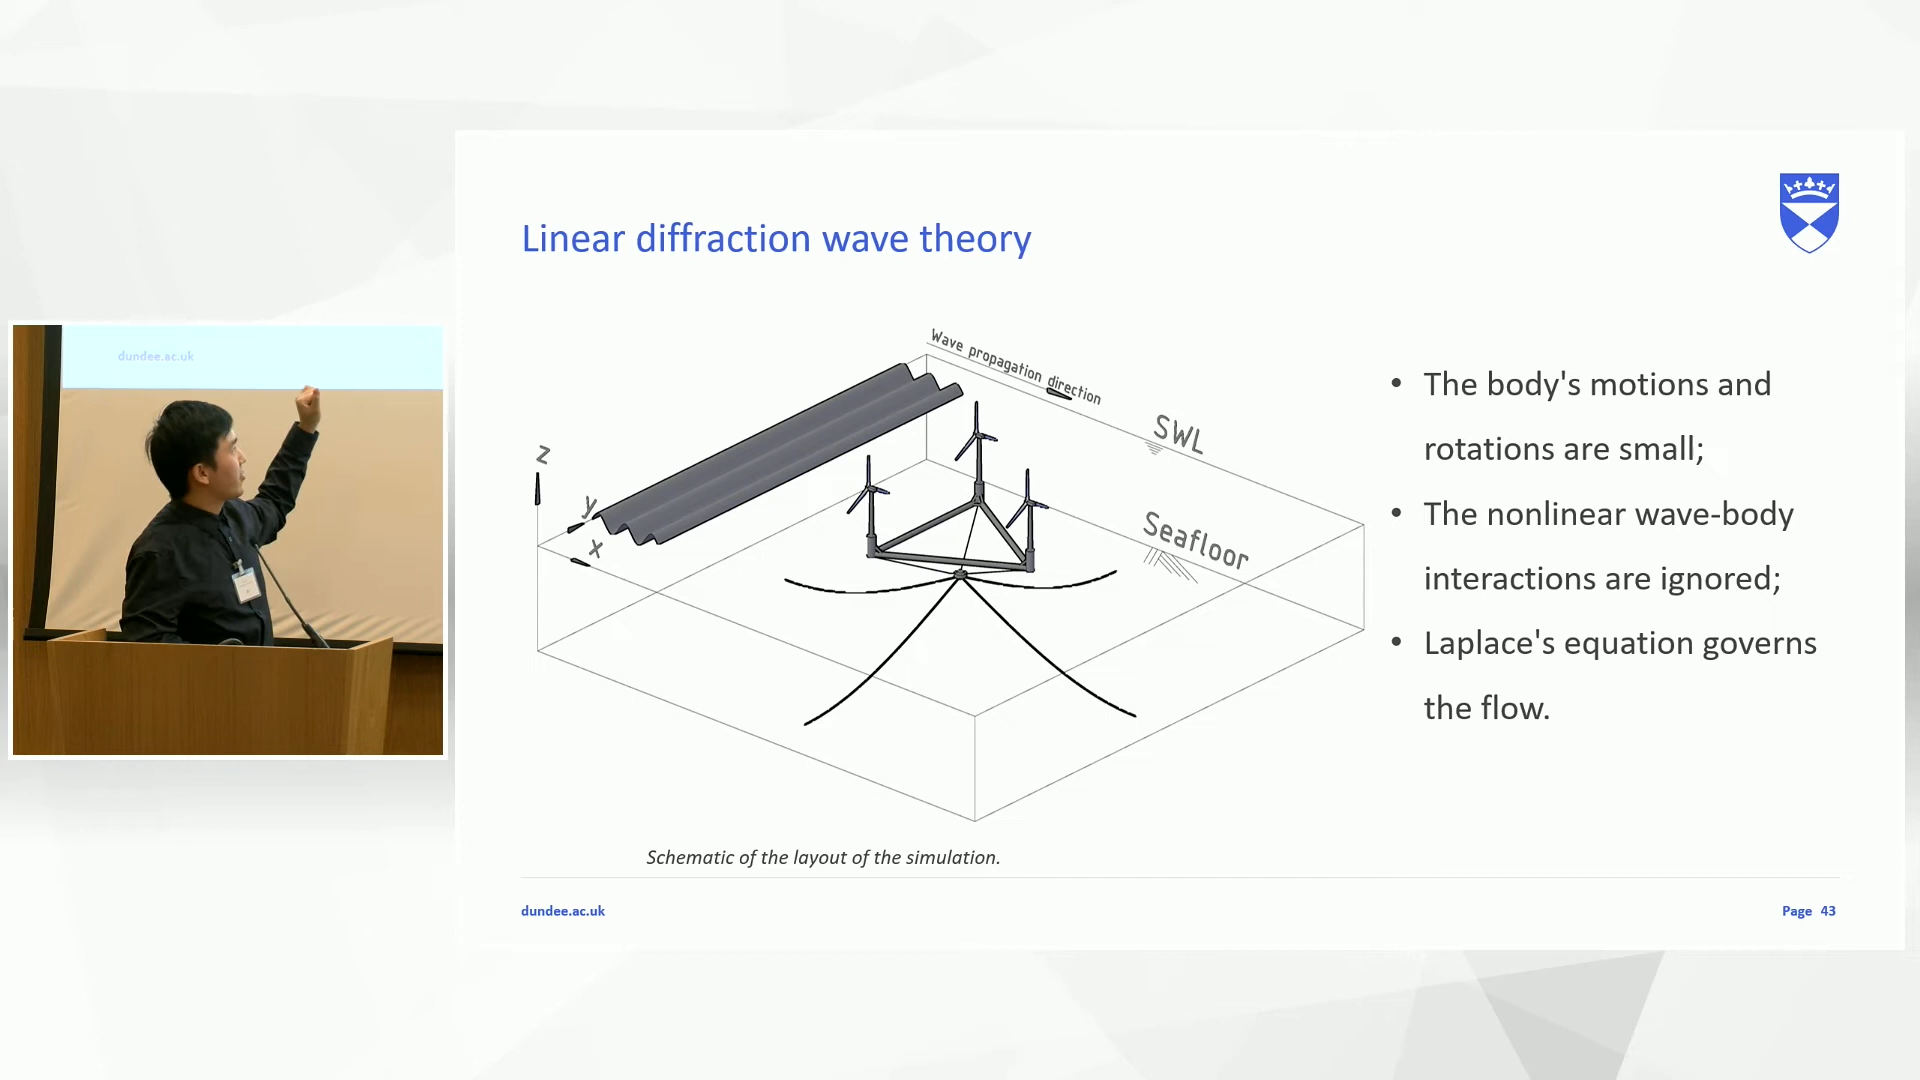 dundee.ac.uk
Linear diffraction wave theory
Wave propagation direction
SWL
Seafloor
z
y
x
• The body's motions and
rotations are small;
• The nonlinear wave-body
interactions are ignored;
• Laplace's equation governs
the flow.
Schematic of the layout of the simulation.
dundee.ac.uk
Page 43